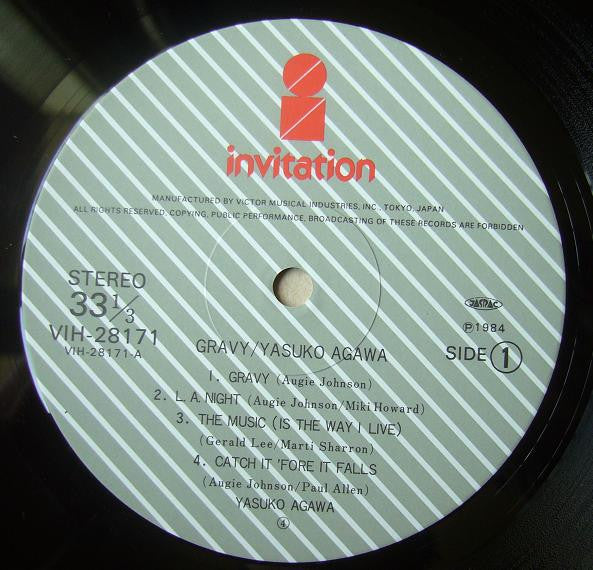 invitation
MANUFACTURED BY VICTOR MUSICAL INDUSTRIES, INC., TOKYO, JAPAN
ALL RIGHTS RESERVED, COPYING, PUBLIC PERFORMANCE, BROADCASTING OF THESE RECORDS ARE FORBIDDEN
STEREO
33 1/3
VIH-28171
VIH-28171-A
JASRAC
Ⓟ1984
SIDE 1
GRAVY/YASUKO AGAWA
1. GRAVY (Augie Johnson)
2. L.A. NIGHT (Augie Johnson/Miki Howard)
3. THE MUSIC (IS THE WAY I LIVE)
(Gerald Lee/Marti Sharron)
4. CATCH IT 'FORE IT FALLS
(Augie Johnson/Paul Allen)
YASUKO AGAWA
④